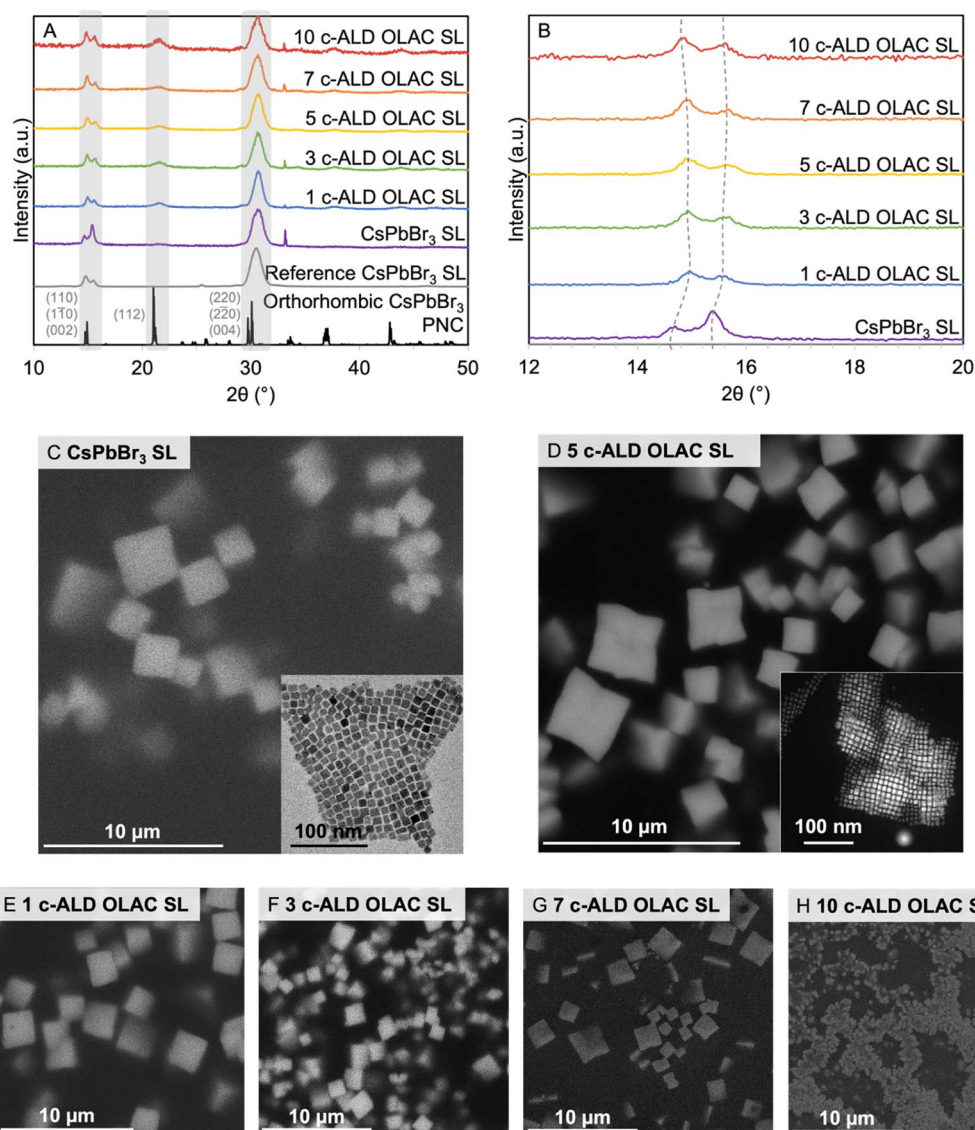 A
10 c-ALD OLAC SL
7 c-ALD OLAC SL
5 c-ALD OLAC SL
3 c-ALD OLAC SL
1 c-ALD OLAC SL
CsPbBr₃ SL
Reference CsPbBr₃ SL
Orthorhombic CsPbBr₃
PNC
(110)
(11̄0)
(002)
(112)
(220)
(22̄0)
(004)
Intensity (a.u.)
10 20 30 40 50
2θ (°)
B
10 c-ALD OLAC SL
7 c-ALD OLAC SL
5 c-ALD OLAC SL
3 c-ALD OLAC SL
1 c-ALD OLAC SL
CsPbBr₃ SL
Intensity (a.u.)
12 14 16 18 20
2θ (°)
C CsPbBr₃ SL
10 µm
100 nm
D 5 c-ALD OLAC SL
10 µm
100 nm
E 1 c-ALD OLAC SL
10 µm
F 3 c-ALD OLAC SL
10 µm
G 7 c-ALD OLAC SL
10 µm
H 10 c-ALD OLAC S
10 µm